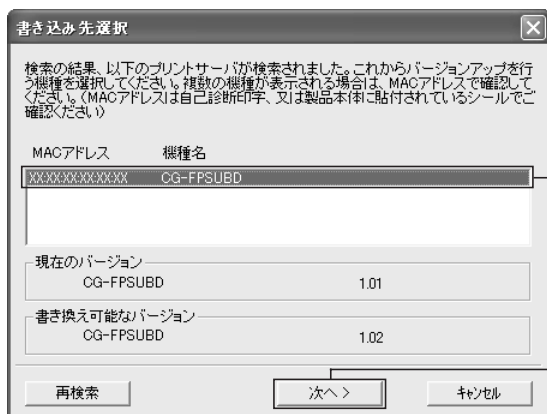 書き込み先選択
検索の結果、以下のプリントサーバが検索されました。これからバージョンアップを行
う機種を選択してください。複数の機種が表示される場合は、MACアドレスで確認して
ください。(MACアドレスは自己診断印字、又は製品本体に貼付されているシールでご
確認ください)
MACアドレス 機種名
XX:XX:XX:XX:XX:XX CG-FPSUBD
現在のバージョン
CG-FPSUBD 1.01
書き換え可能なバージョン
CG-FPSUBD 1.02
再検索 次へ > キャンセル